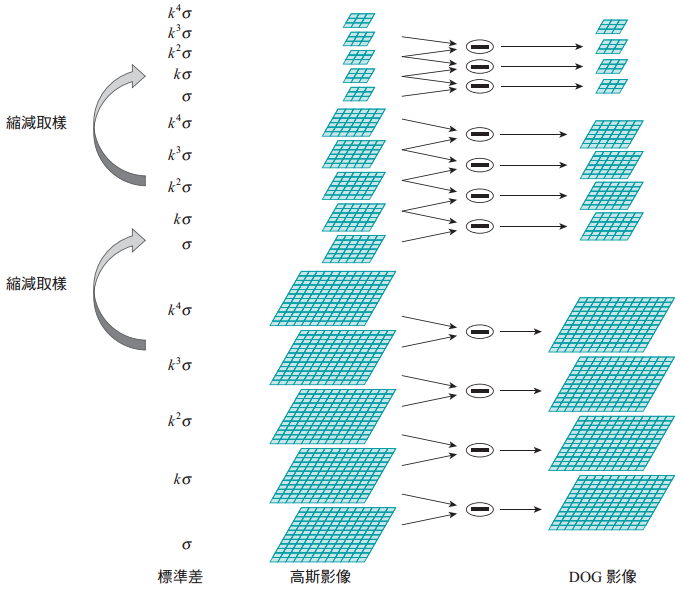 k⁴σ
k³σ
k²σ
kσ
σ
縮減取樣
k⁴σ
k³σ
k²σ
kσ
σ
縮減取樣
k⁴σ
k³σ
k²σ
kσ
σ
標準差 高斯影像 DOG 影像